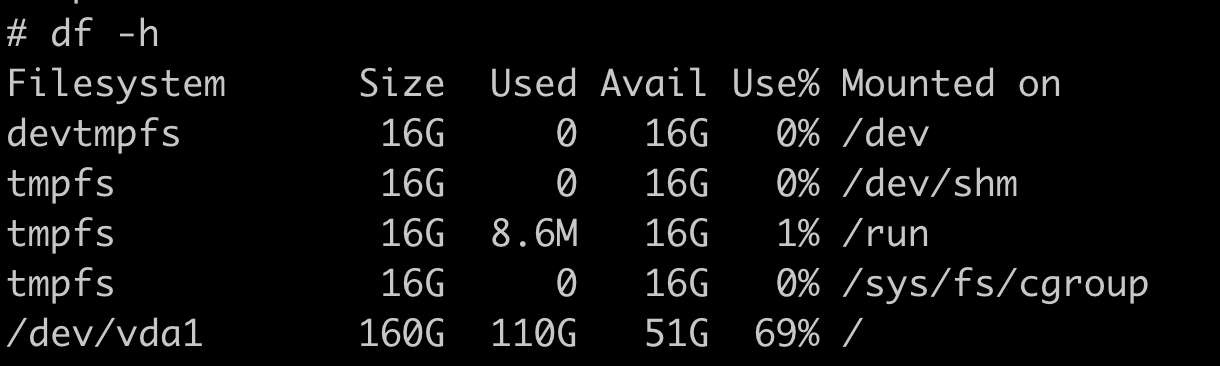 # df -h
Filesystem      Size  Used Avail Use% Mounted on
devtmpfs         16G     0   16G   0% /dev
tmpfs            16G     0   16G   0% /dev/shm
tmpfs            16G  8.6M   16G   1% /run
tmpfs            16G     0   16G   0% /sys/fs/cgroup
/dev/vda1       160G  110G   51G  69% /